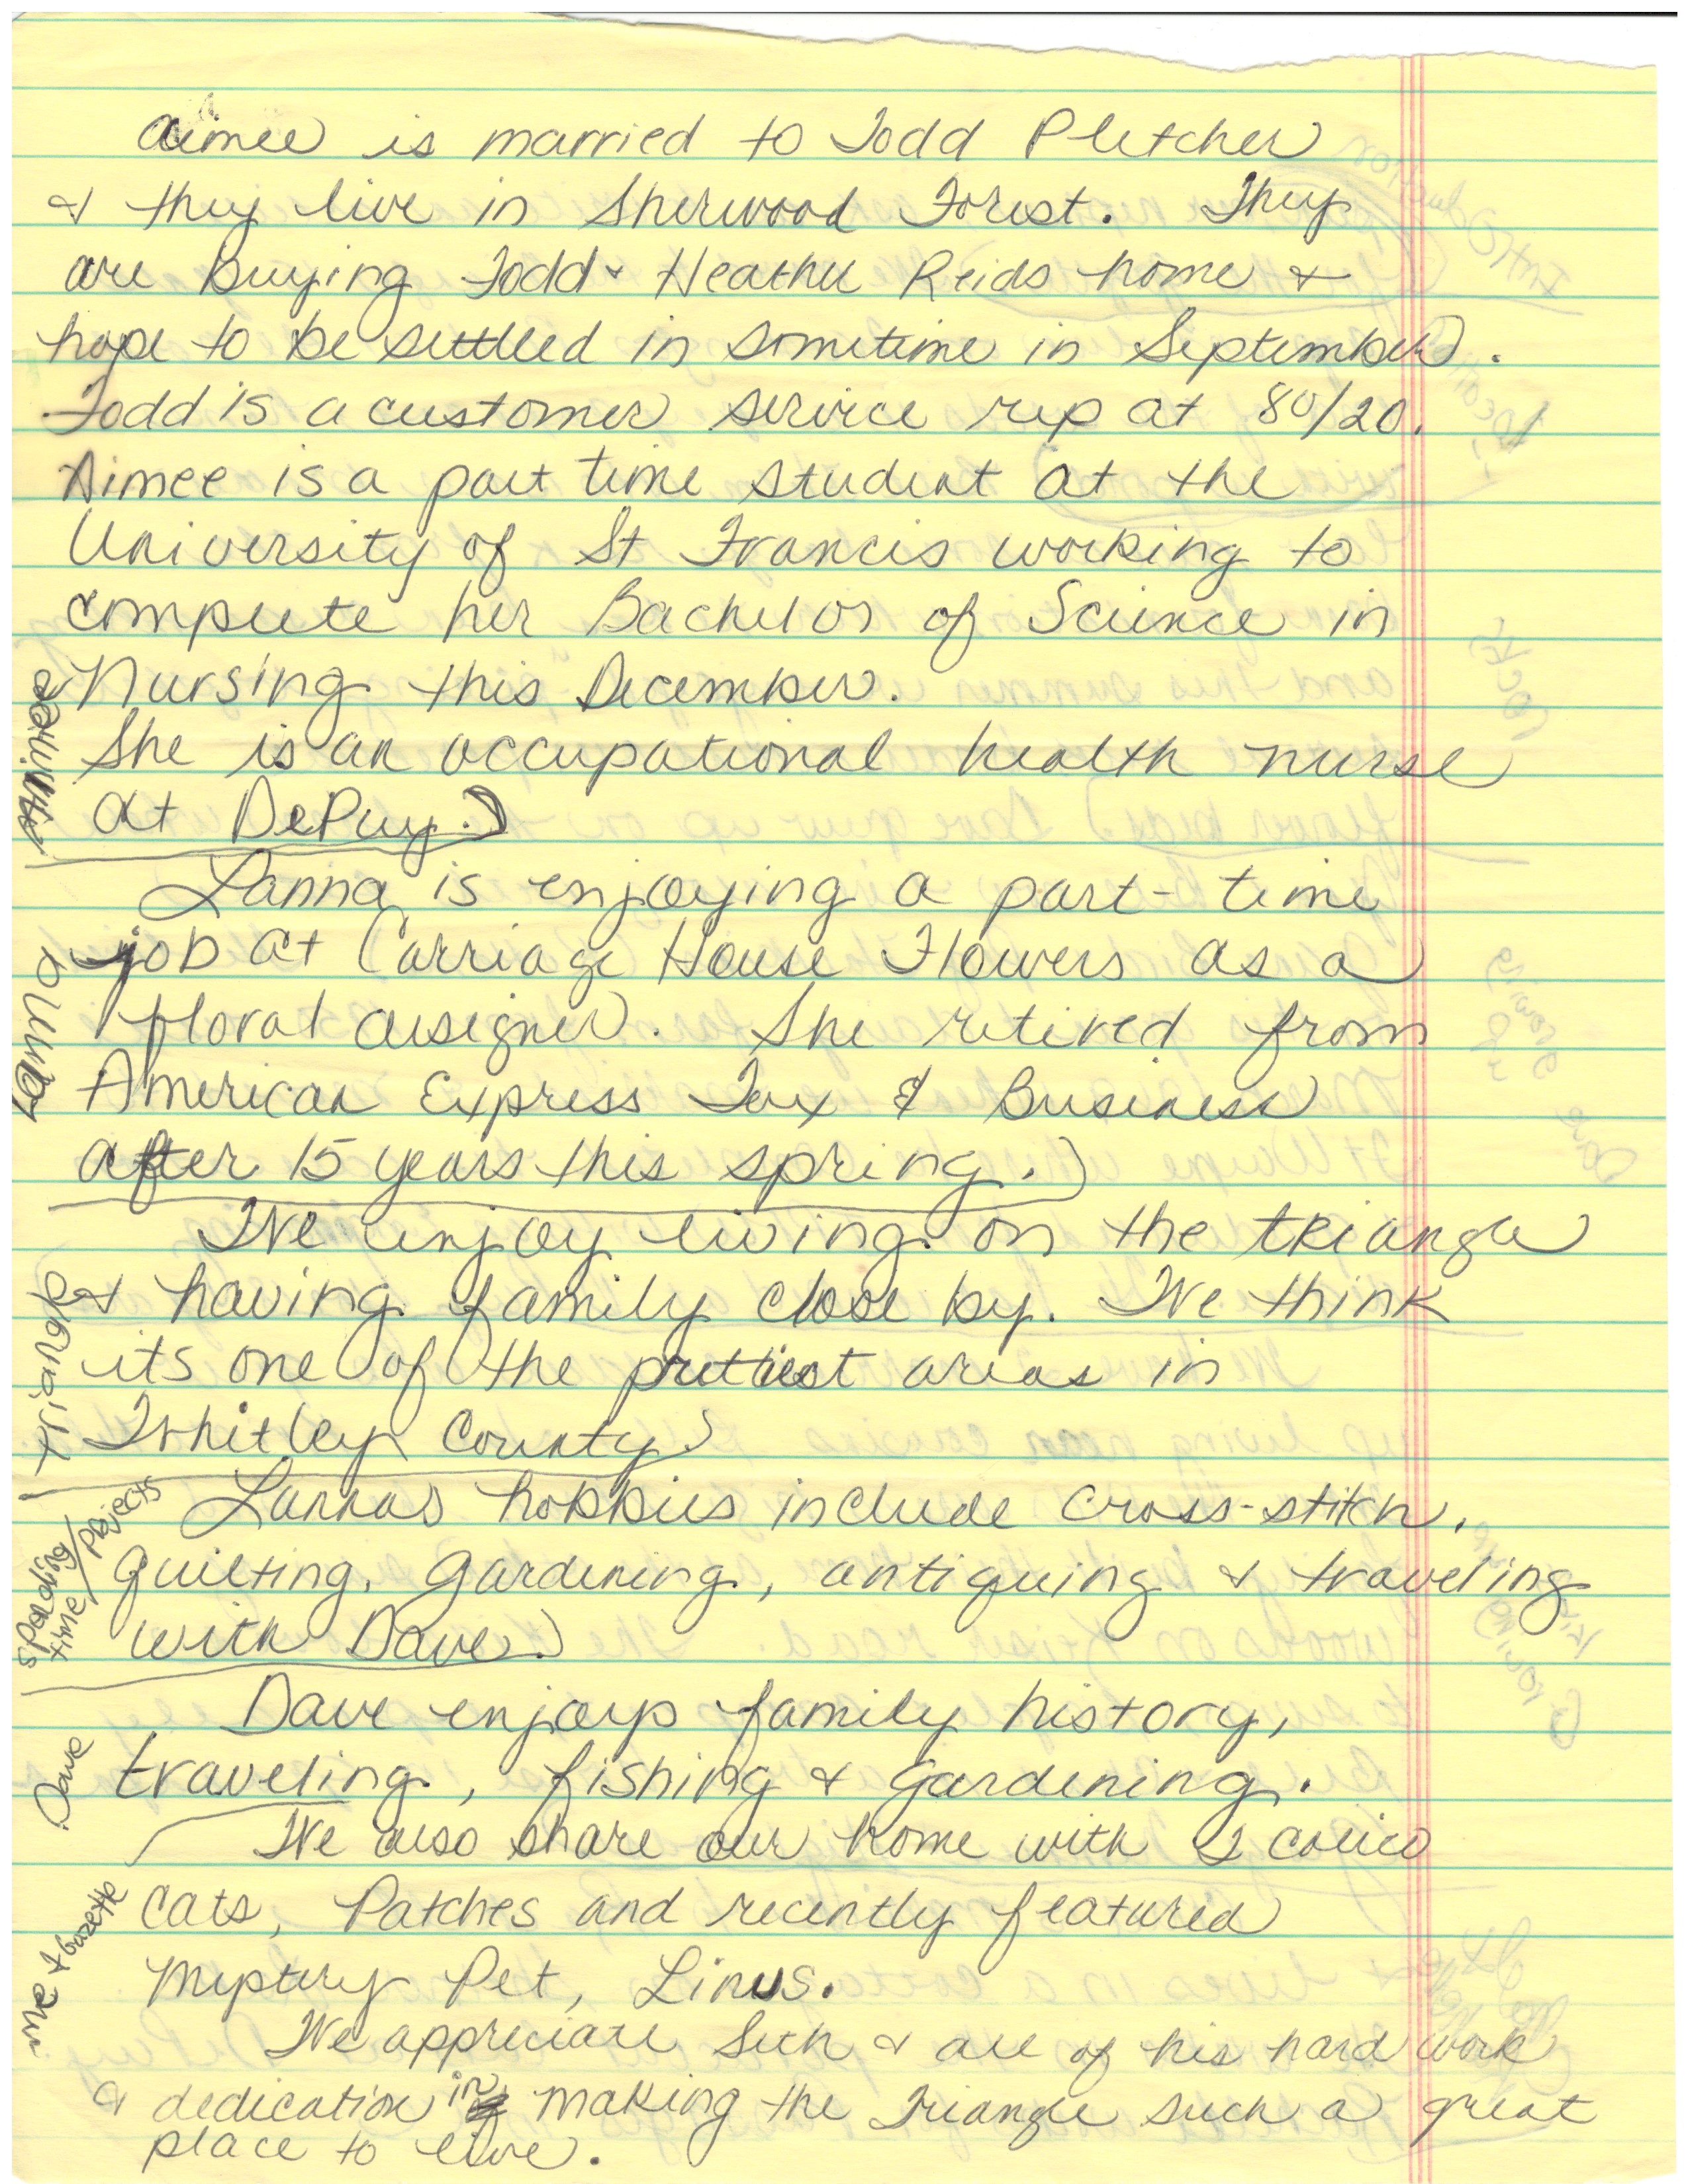 Aimee is married to Todd Pletcher
& they live in Sherwood Forest. They
are buying Todd & Heather Reids home &
hope to be settled in sometime in September.
Todd is a customer service rep at 80/20.
Aimee is a part time student at the
University of St Francis working to
complete her Bachelors of Science in
Nursing this December.
She is an occupational health nurse
at DePuy.
Aimee
Lanna is enjoying a part-time
job at Carriage House Flowers as a
floral designer. She retired from
American Express Tax & Business
after 15 years this spring.
Lanna
We enjoy living on the triangle
& having family close by. We think
its one of the prettiest areas in
Whitley County
triangle
Lannas hobbies include cross-stitch,
quilting, gardening, antiquing & traveling
with Dave.
spending
time/projects
Dave enjoys family history,
traveling, fishing & gardening.
Dave
We also share our home with 2 calico
cats, Patches and recently featured
Mystery Pet, Linus.
We appreciate Seth & all of his hard work
& dedication in making the Triangle such a great
place to live.
me & Gazette